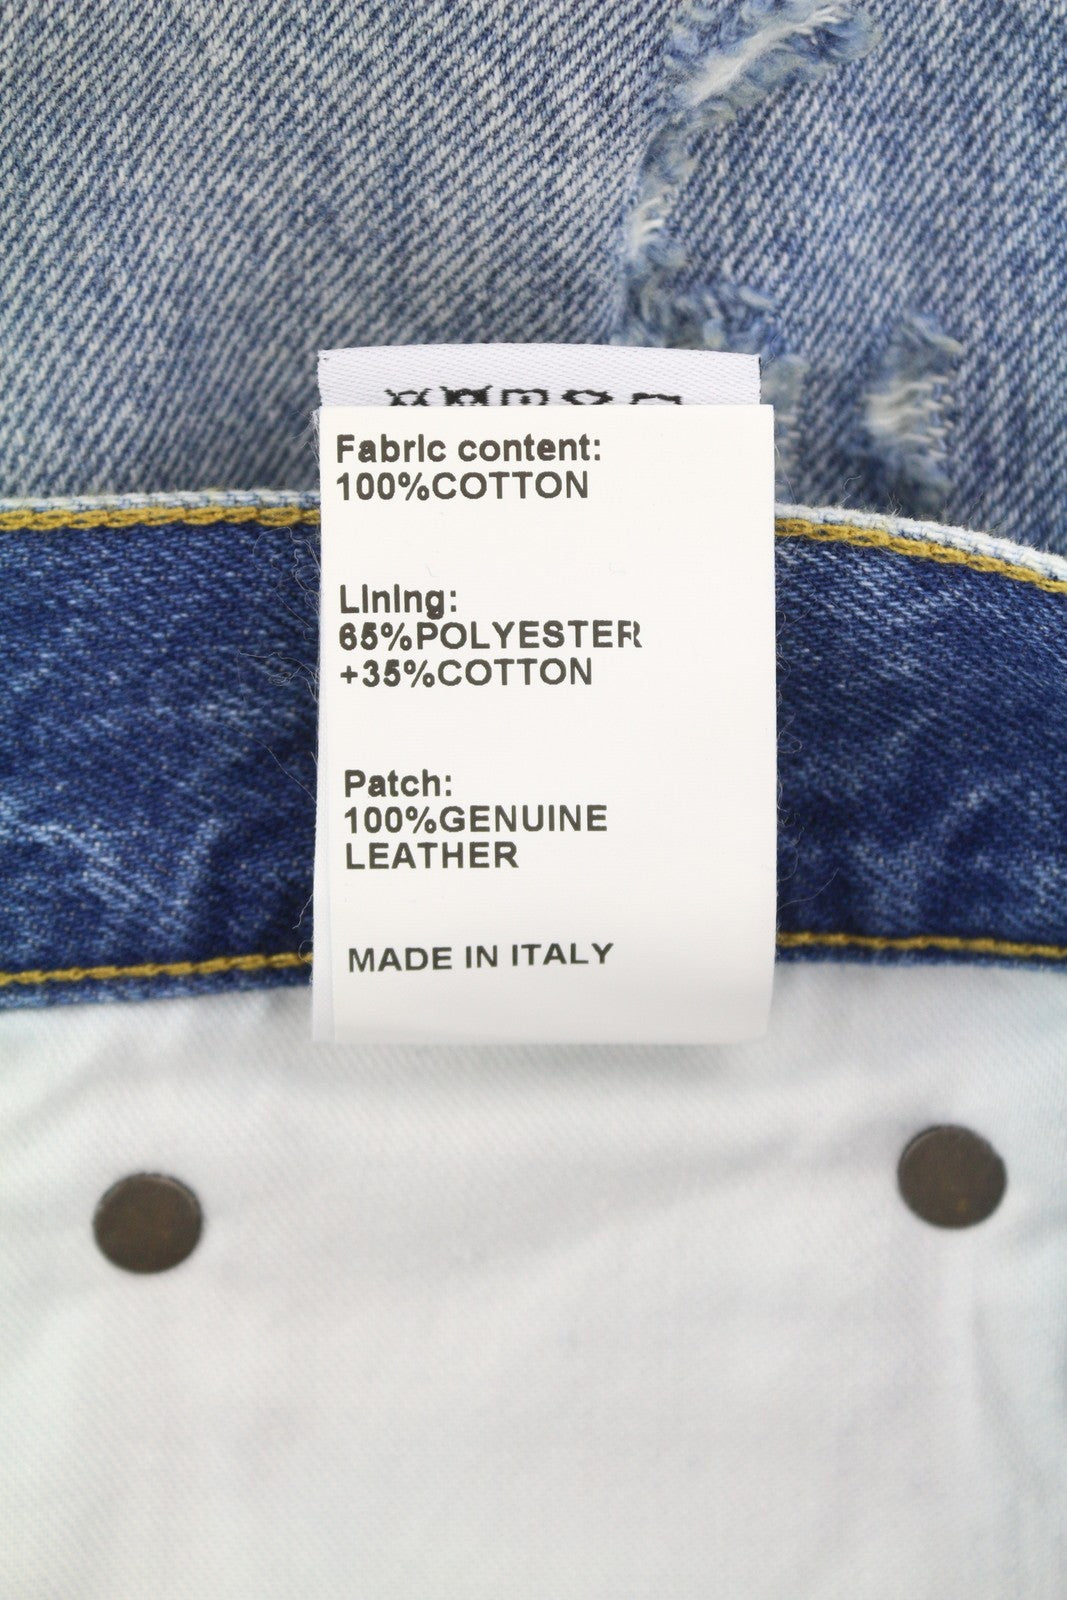 Fabric content:
100%COTTON
Lining:
65%POLYESTER
+35%COTTON
Patch:
100%GENUINE
LEATHER
MADE IN ITALY